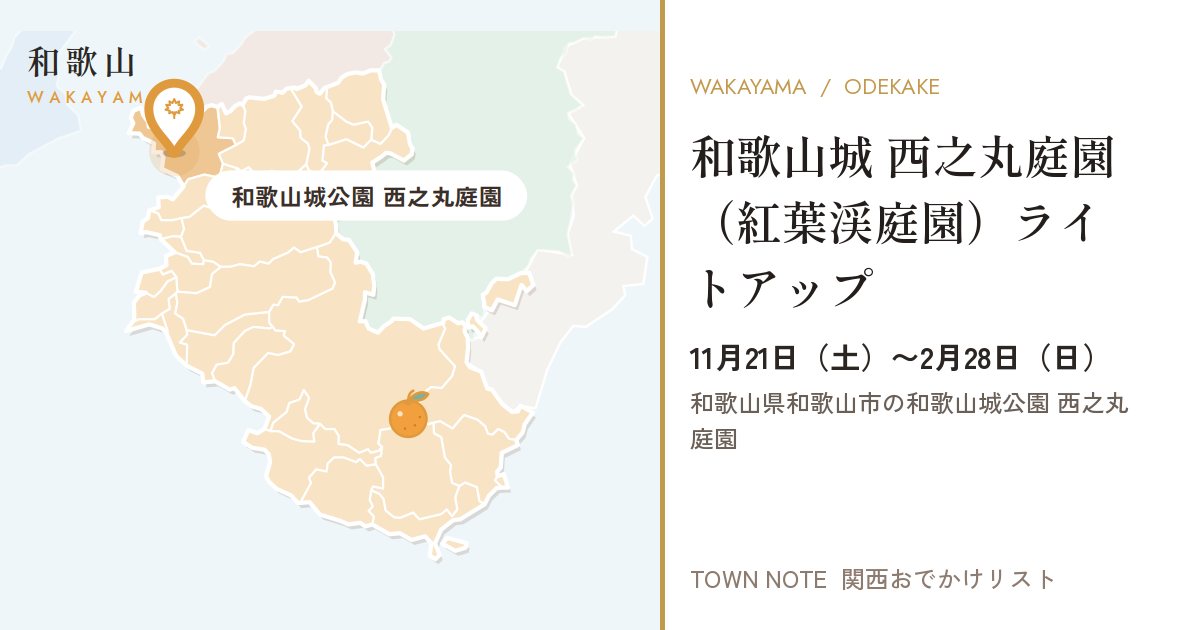 和歌山
WAKAYAM
和歌山城公園 西之丸庭園
WAKAYAMA / ODEKAKE
和歌山城 西之丸庭園
（紅葉渓庭園）ライ
トアップ
11月21日（土）〜2月28日（日）
和歌山県和歌山市の和歌山城公園 西之丸
庭園
TOWN NOTE 関西おでかけリスト